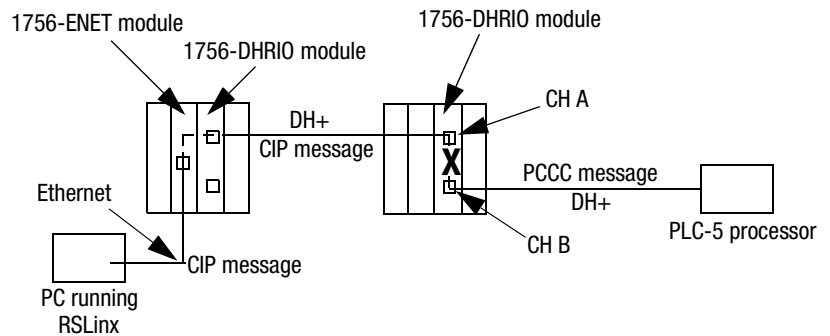 1756-ENET module
1756-DHRIO module
1756-DHRIO module
CH A
DH+
CIP message
X
PCCC message
DH+
Ethernet
CH B
PLC-5 processor
CIP message
PC running
RSLinx